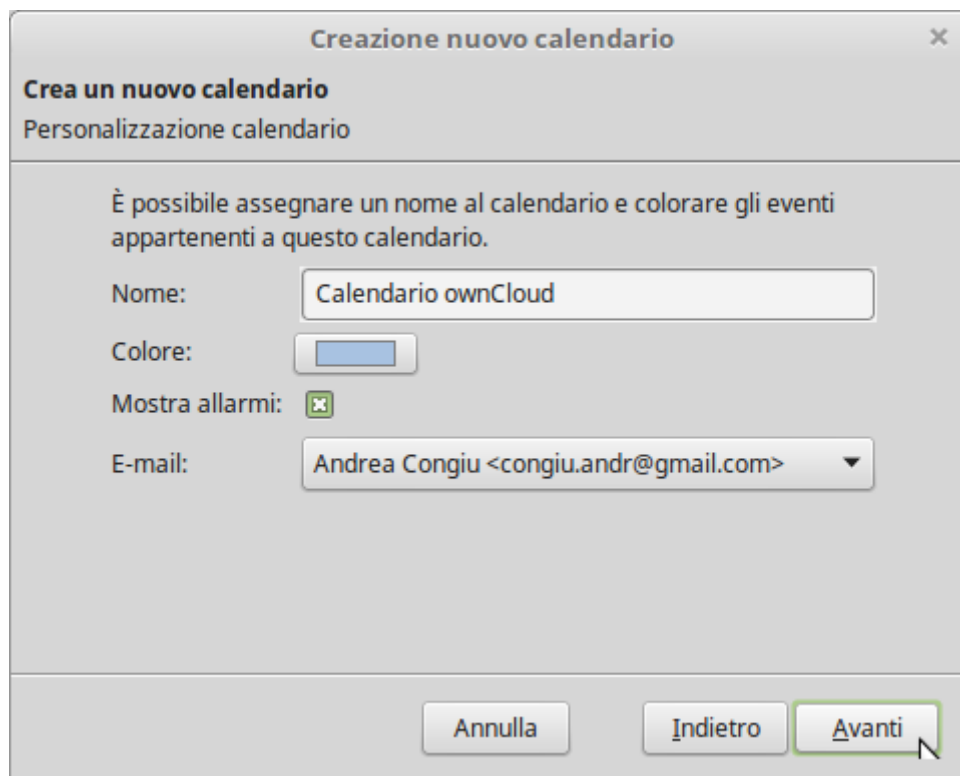 Creazione nuovo calendario
Crea un nuovo calendario
Personalizzazione calendario
È possibile assegnare un nome al calendario e colorare gli eventi
appartenenti a questo calendario.
Nome: Calendario ownCloud
Colore:
Mostra allarmi:
E-mail: Andrea Congiu <congiu.andr@gmail.com>
Annulla Indietro Avanti